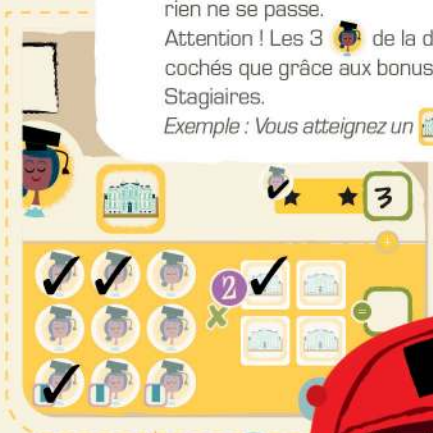 rien ne se passe.
Attention ! Les 3 de la d
cochés que grâce aux bonus
Stagiaires.
Exemple : Vous atteignez un
3
+
2
x
=